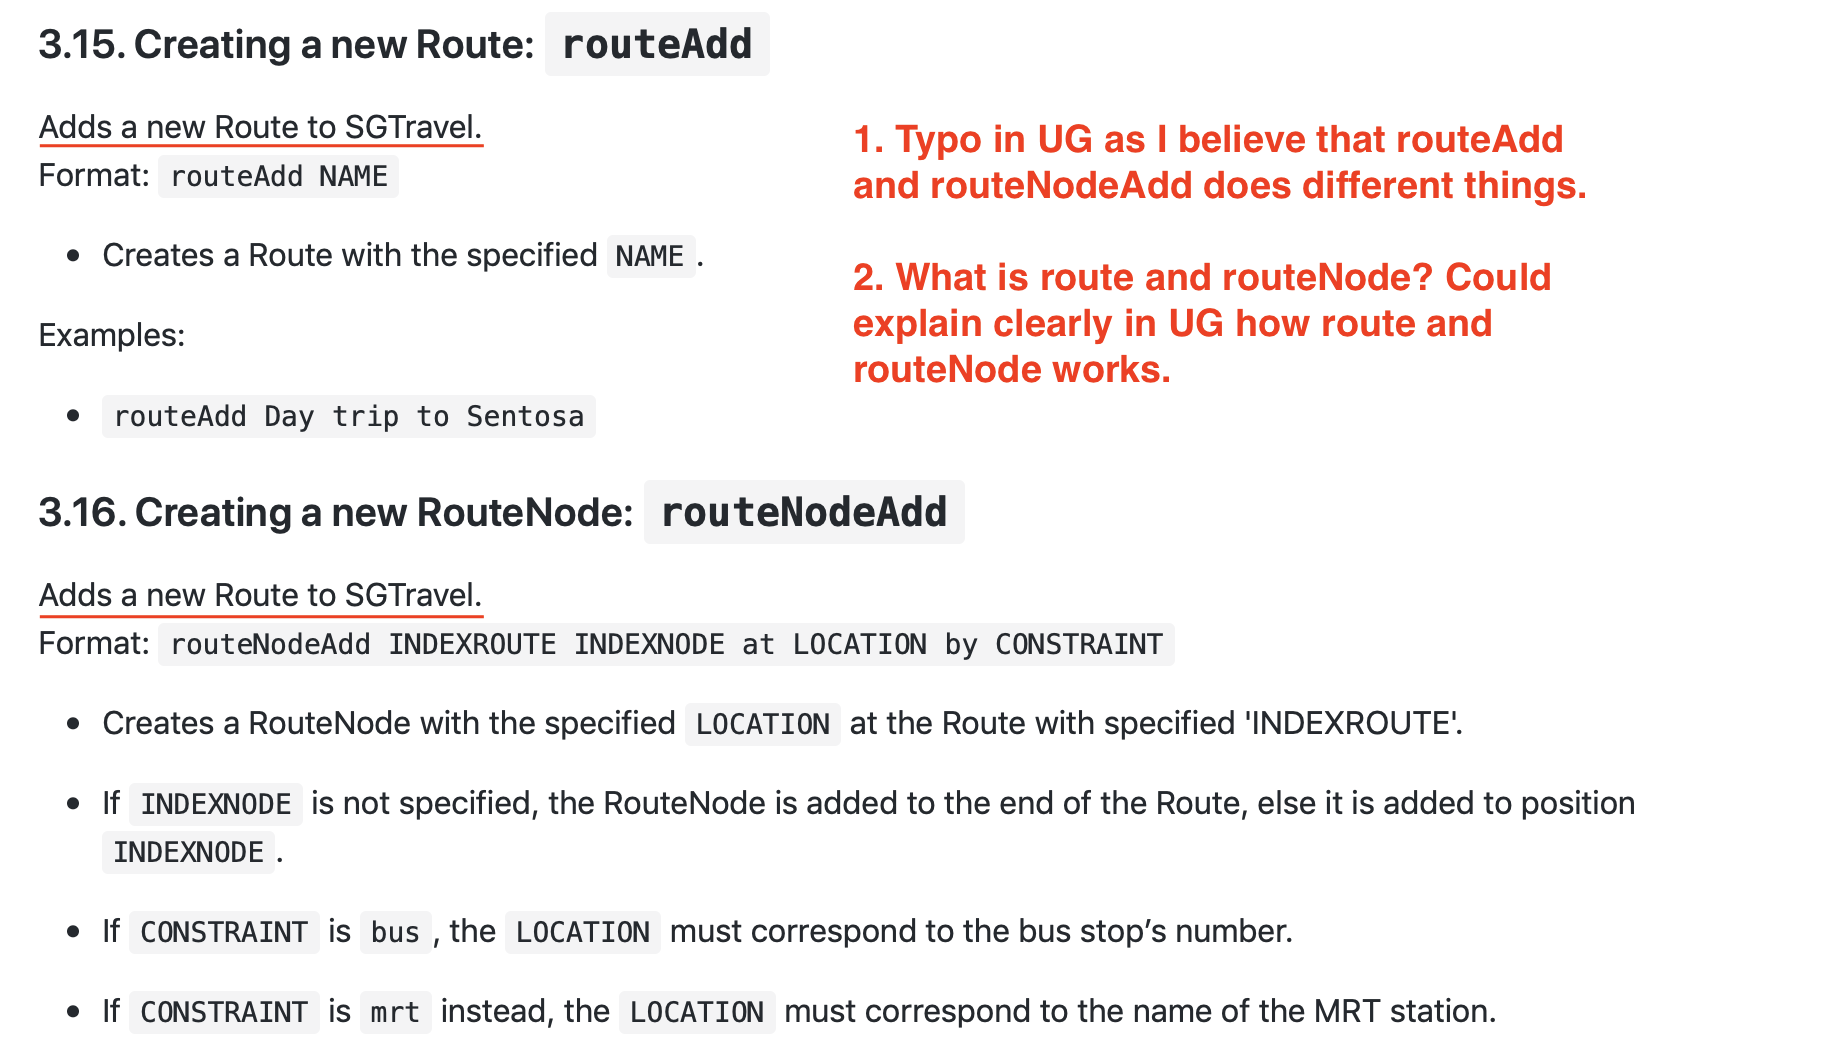 3.15. Creating a new Route: routeAdd
Adds a new Route to SGTravel.
Format: routeAdd NAME
• Creates a Route with the specified NAME.
Examples:
• routeAdd Day trip to Sentosa
1. Typo in UG as I believe that routeAdd
and routeNodeAdd does different things.
2. What is route and routeNode? Could
explain clearly in UG how route and
routeNode works.
3.16. Creating a new RouteNode: routeNodeAdd
Adds a new Route to SGTravel.
Format: routeNodeAdd INDEXROUTE INDEXNODE at LOCATION by CONSTRAINT
• Creates a RouteNode with the specified LOCATION at the Route with specified 'INDEXROUTE'.
• If INDEXNODE is not specified, the RouteNode is added to the end of the Route, else it is added to position
INDEXNODE.
• If CONSTRAINT is bus, the LOCATION must correspond to the bus stop’s number.
• If CONSTRAINT is mrt instead, the LOCATION must correspond to the name of the MRT station.